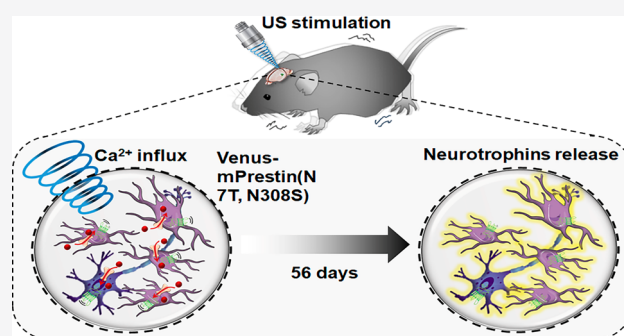 US stimulation
Ca²⁺ influx
Venus-
mPrestin(N
7T, N308S)
56 days
Neurotrophins release